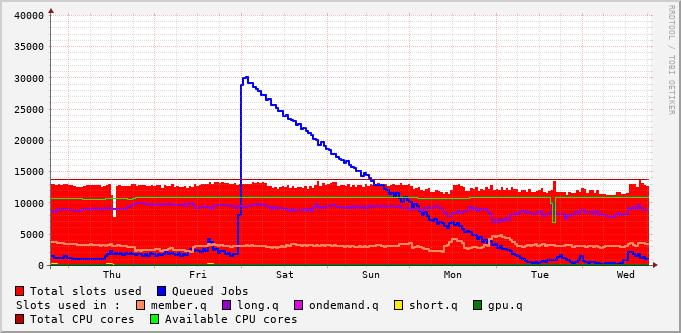 40000
35000
30000
25000
20000
15000
10000
5000
0
Thu Fri Sat Sun Mon Tue Wed
RRDTOOL / TOBI OETIKER
Total slots used Queued Jobs
Slots used in : member.q long.q ondemand.q short.q gpu.q
Total CPU cores Available CPU cores